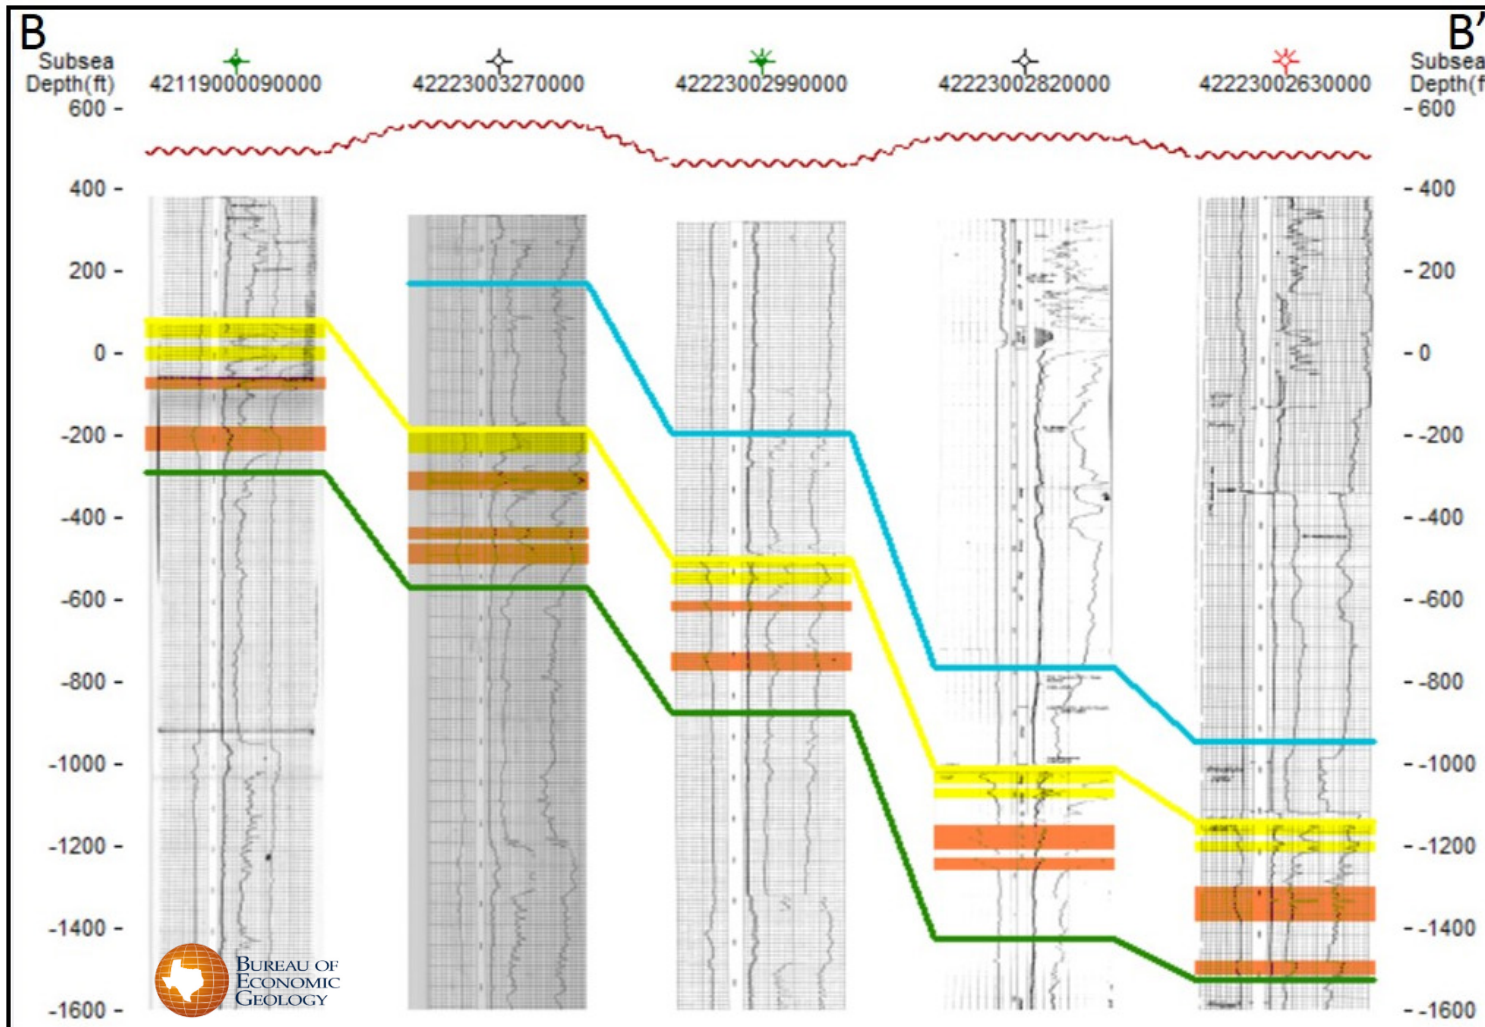 B B'
Subsea Subsea
Depth(ft) 42119000090000 42223003270000 42223002990000 42223002820000 42223002630000 Depth(f
600 - - 600
400 - - 400
200 - - 200
0 - - 0
-200 - - -200
-400 - - -400
-600 - - -600
-800 - - -800
-1000 - - -1000
-1200 - - -1200
-1400 - - -1400
-1600 - - -1600
BUREAU OF
ECONOMIC
GEOLOGY